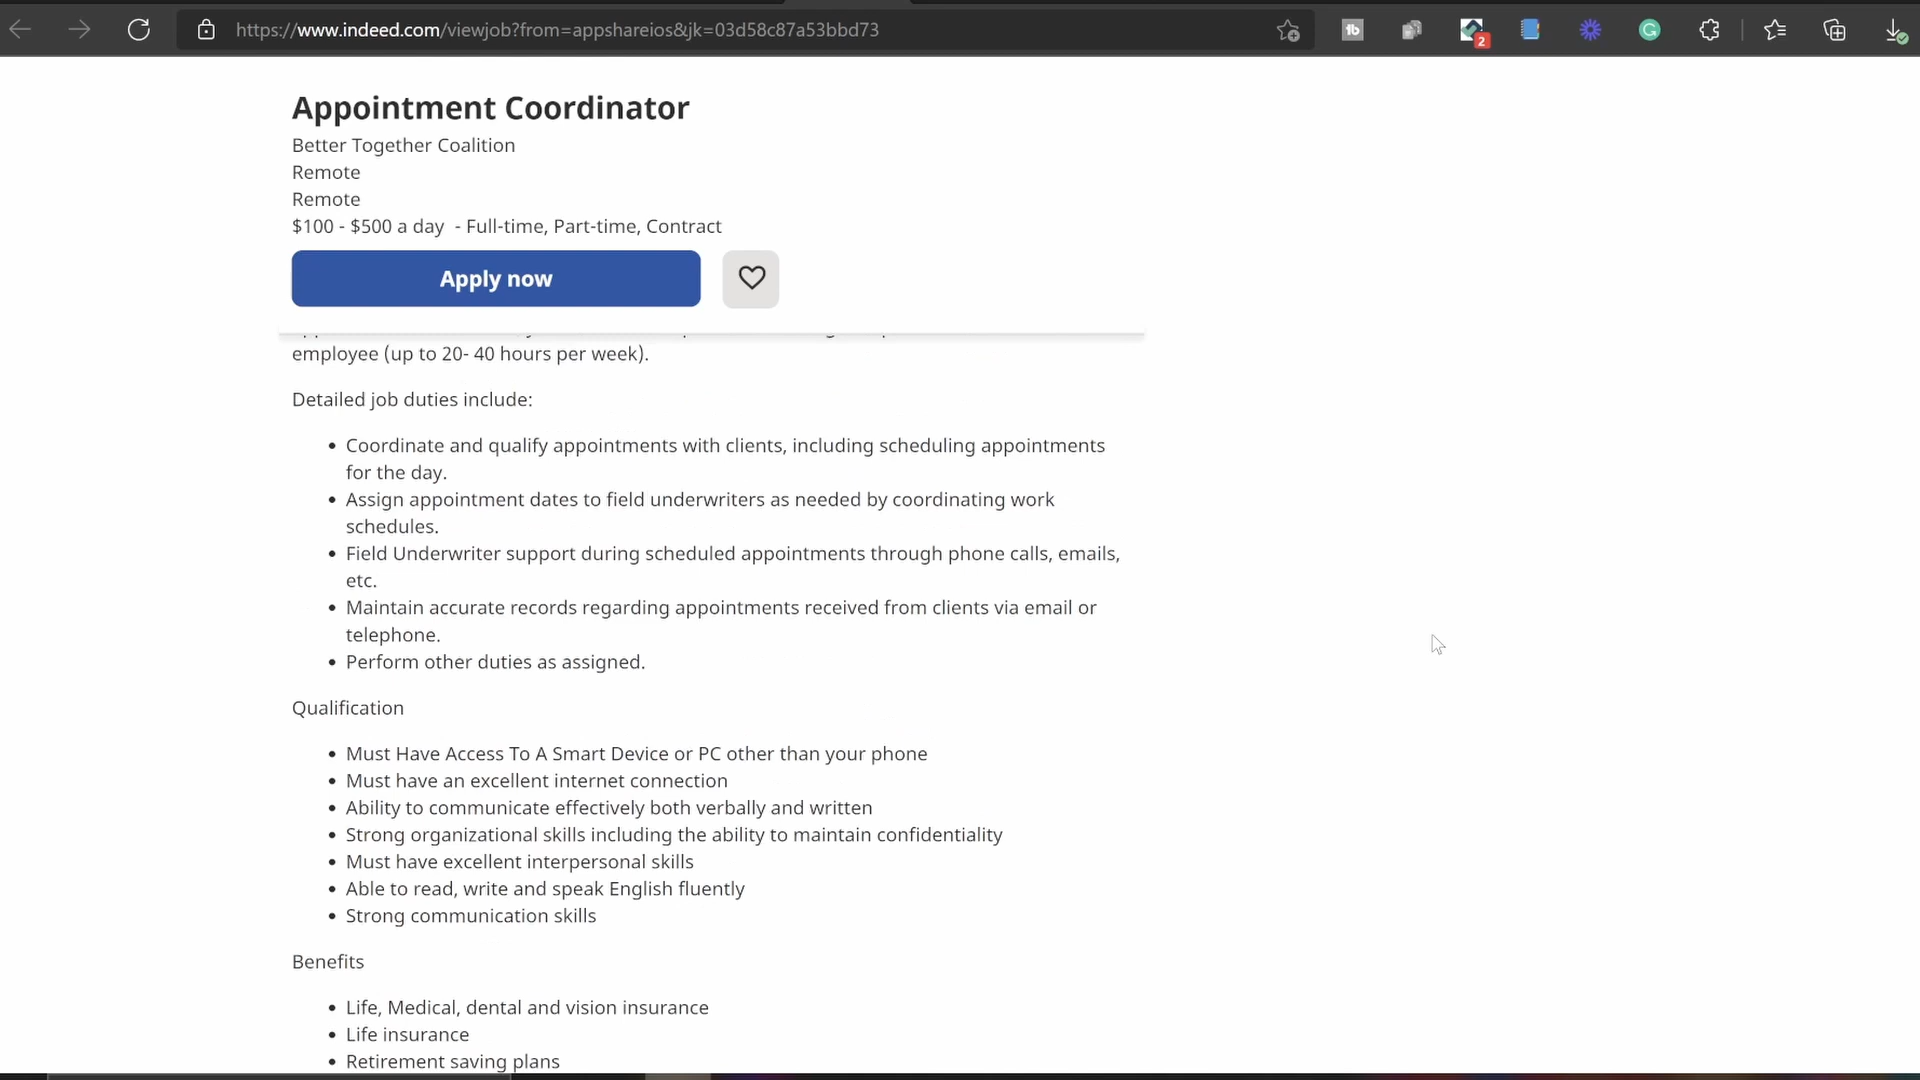 https://www.indeed.com/viewjob?from=appshareios&jk=03d58c87a53bbd73
tb
2
G
Appointment Coordinator
Better Together Coalition
Remote
Remote
$100 - $500 a day - Full-time, Part-time, Contract
Apply now
employee (up to 20- 40 hours per week).
Detailed job duties include:
• Coordinate and qualify appointments with clients, including scheduling appointments
for the day.
• Assign appointment dates to field underwriters as needed by coordinating work
schedules.
• Field Underwriter support during scheduled appointments through phone calls, emails,
etc.
• Maintain accurate records regarding appointments received from clients via email or
telephone.
• Perform other duties as assigned.
Qualification
• Must Have Access To A Smart Device or PC other than your phone
• Must have an excellent internet connection
• Ability to communicate effectively both verbally and written
• Strong organizational skills including the ability to maintain confidentiality
• Must have excellent interpersonal skills
• Able to read, write and speak English fluently
• Strong communication skills
Benefits
• Life, Medical, dental and vision insurance
• Life insurance
• Retirement saving plans